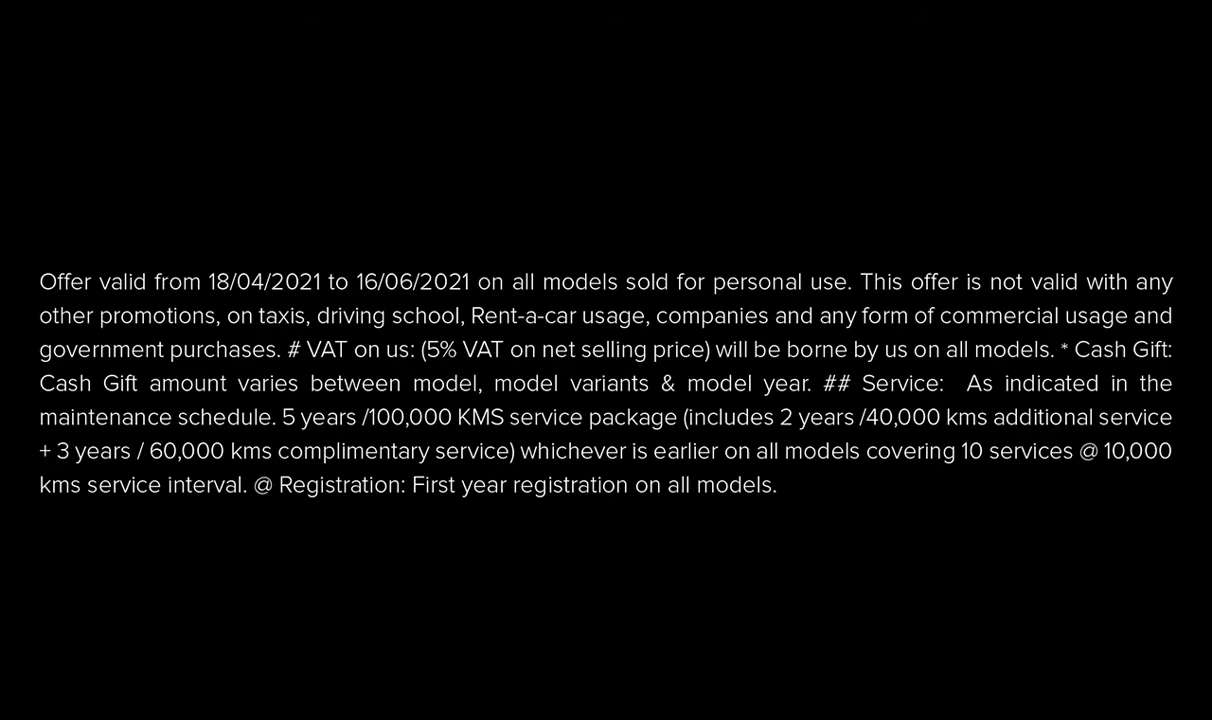 Offer valid from 18/04/2021 to 16/06/2021 on all models sold for personal use. This offer is not valid with any
other promotions, on taxis, driving school, Rent-a-car usage, companies and any form of commercial usage and
government purchases. # VAT on us: (5% VAT on net selling price) will be borne by us on all models. * Cash Gift:
Cash Gift amount varies between model, model variants & model year. ## Service:  As indicated in the
maintenance schedule. 5 years /100,000 KMS service package (includes 2 years /40,000 kms additional service
+ 3 years / 60,000 kms complimentary service) whichever is earlier on all models covering 10 services @ 10,000
kms service interval. @ Registration: First year registration on all models.